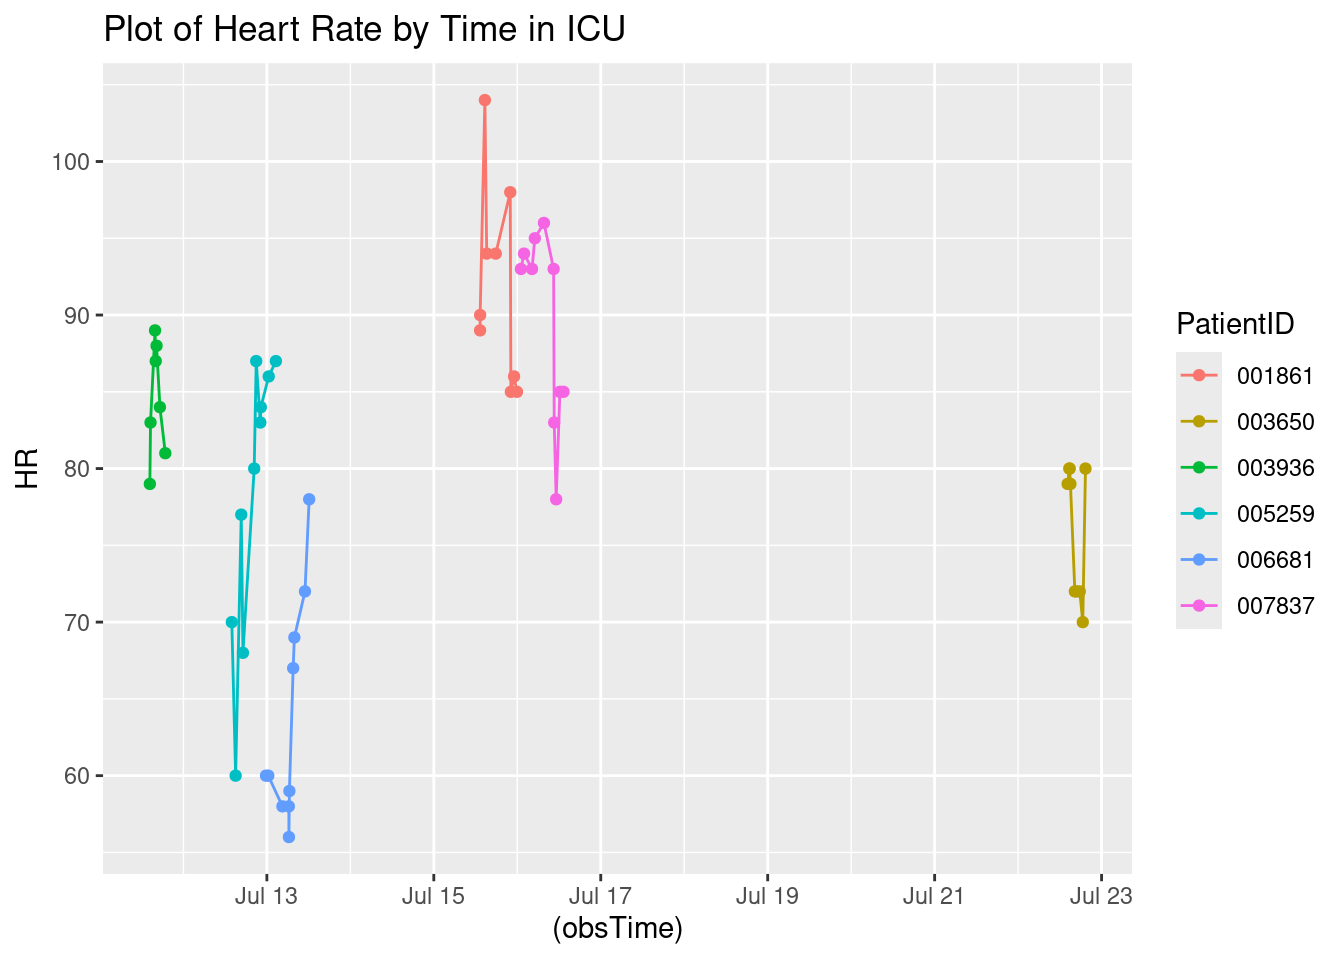 Plot of Heart Rate by Time in ICU
HR
100
90
80
70
60
Jul 13
Jul 15
Jul 17
Jul 19
Jul 21
Jul 23
(obsTime)
PatientID
001861
003650
003936
005259
006681
007837